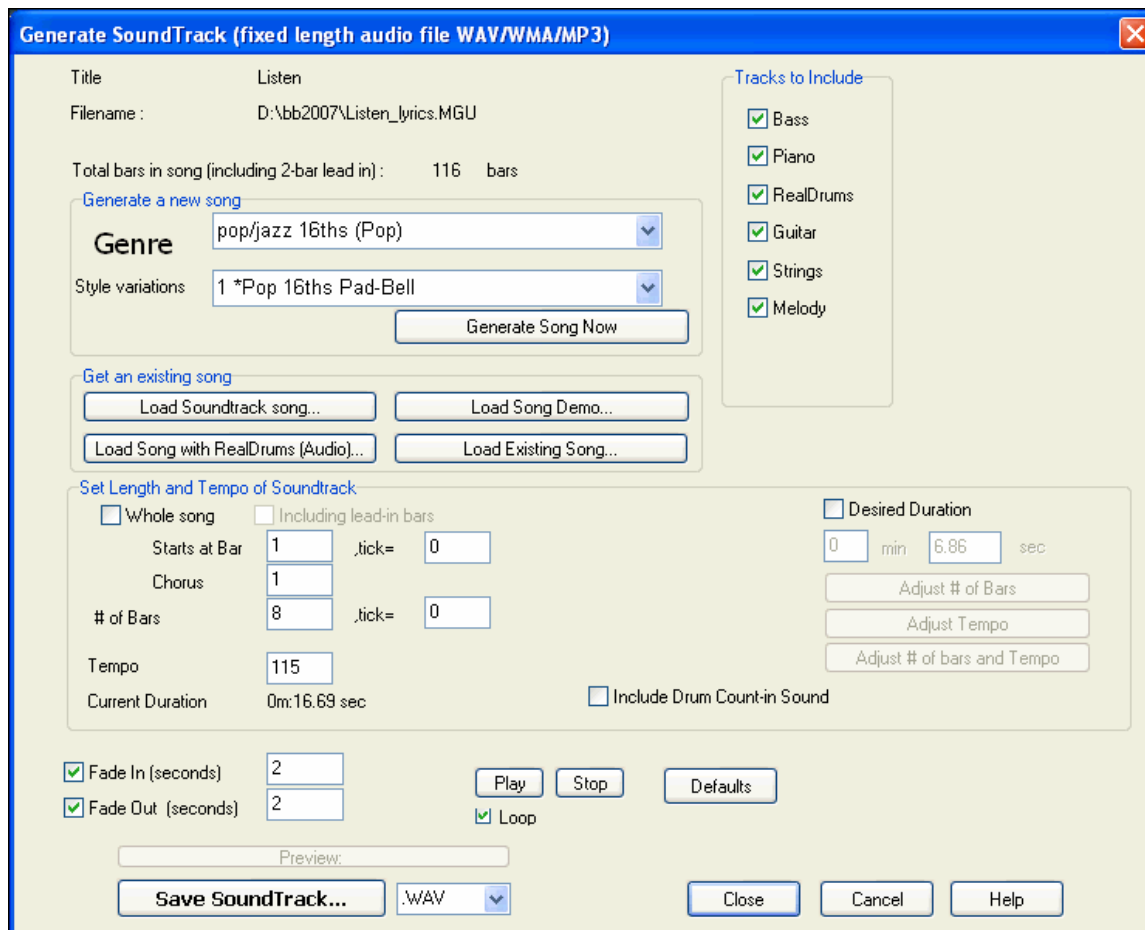 Generate SoundTrack (fixed length audio file WAV/WMA/MP3)
Title Listen
Filename : D:\bb2007\Listen_lyrics.MGU
Total bars in song (including 2-bar lead in) : 116 bars
Generate a new song
Genre pop/jazz 16ths (Pop)
Style variations 1 *Pop 16ths Pad-Bell
Generate Song Now
Tracks to Include
Bass
Piano
RealDrums
Guitar
Strings
Melody
Get an existing song
Load Soundtrack song... Load Song Demo...
Load Song with RealDrums (Audio)... Load Existing Song...
Set Length and Tempo of Soundtrack
Whole song Including lead-in bars
Starts at Bar 1 ,tick= 0
Chorus 1
# of Bars 8 ,tick= 0
Tempo 115
Current Duration 0m:16.69 sec
Desired Duration
0 min 6.86 sec
Adjust # of Bars
Adjust Tempo
Adjust # of bars and Tempo
Include Drum Count-in Sound
Fade In (seconds) 2
Fade Out (seconds) 2
Play Stop Defaults
Loop
Preview:
Save SoundTrack... .WAV Close Cancel Help